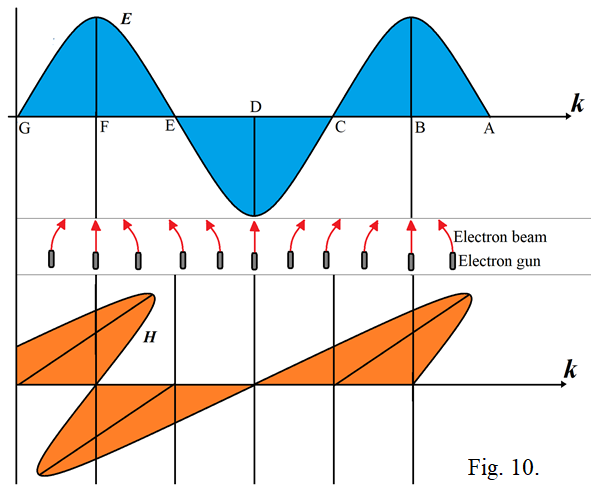 E
D
k
G F E C B A
Electron beam
Electron gun
H
k
Fig. 10.